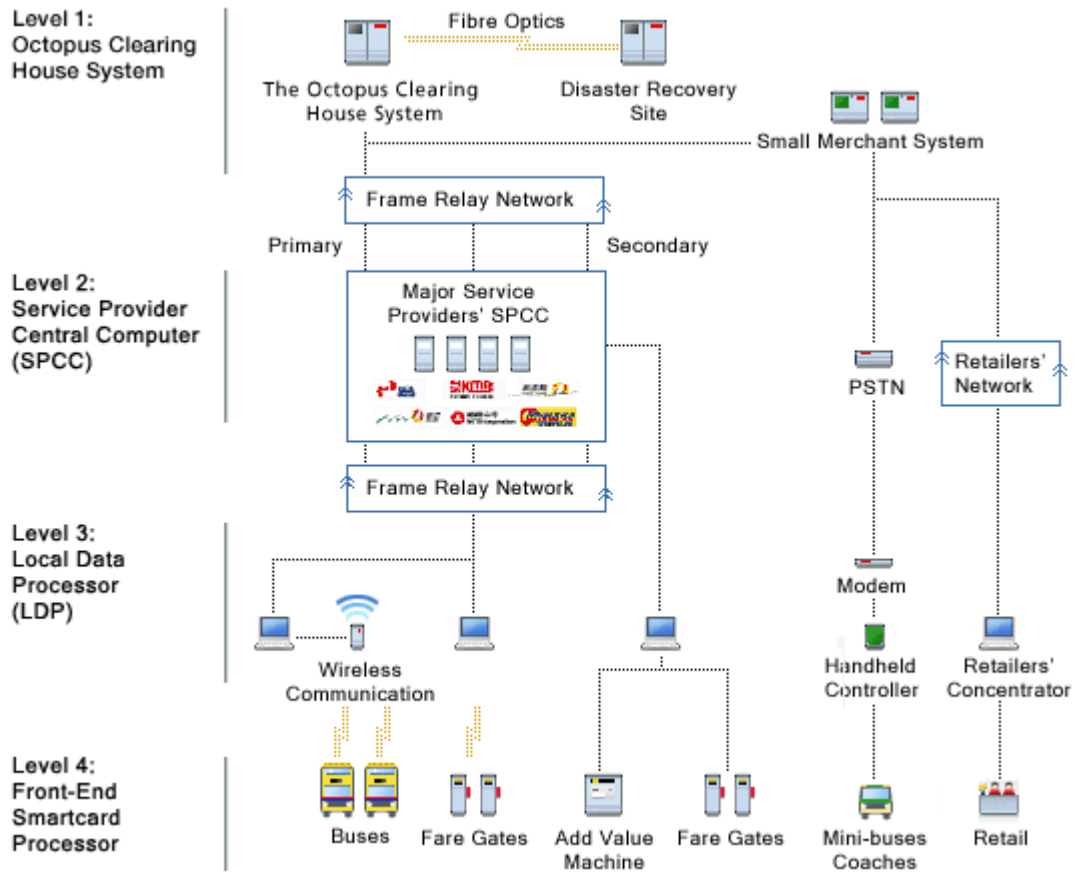 Level 1:
Octopus Clearing
House System
Fibre Optics
The Octopus Clearing
House System
Disaster Recovery
Site
Small Merchant System
Frame Relay Network
Primary
Secondary
Level 2:
Service Provider
Central Computer
(SPCC)
Major Service
Providers' SPCC
KMB
PSTN
Retailers'
Network
Frame Relay Network
Level 3:
Local Data
Processor
(LDP)
Wireless
Communication
Modem
Handheld
Controller
Retailers'
Concentrator
Level 4:
Front-End
Smartcard
Processor
Buses
Fare Gates
Add Value
Machine
Fare Gates
Mini-buses
Coaches
Retail